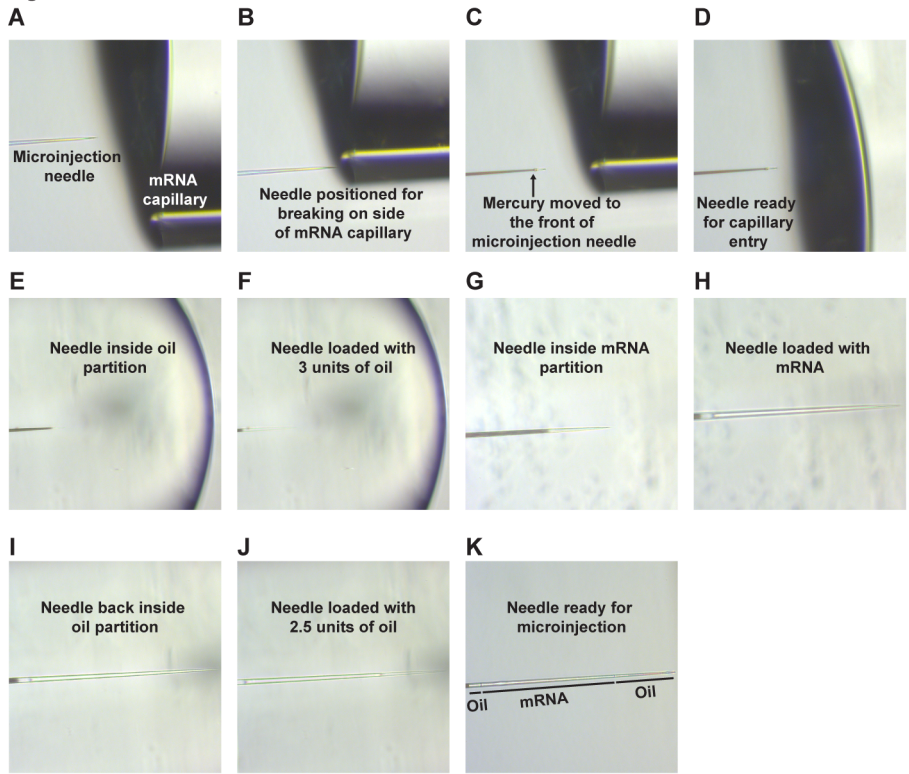 A
B
C
D
Microinjection
needle
mRNA
capillary
Needle positioned for
breaking on side
of mRNA capillary
Mercury moved to
the front of
microinjection needle
Needle ready
for capillary
entry
E
F
G
H
Needle inside oil
partition
Needle loaded with
3 units of oil
Needle inside mRNA
partition
Needle loaded with
mRNA
I
J
K
Needle back inside
oil partition
Needle loaded with
2.5 units of oil
Needle ready for
microinjection
Oil
mRNA
Oil